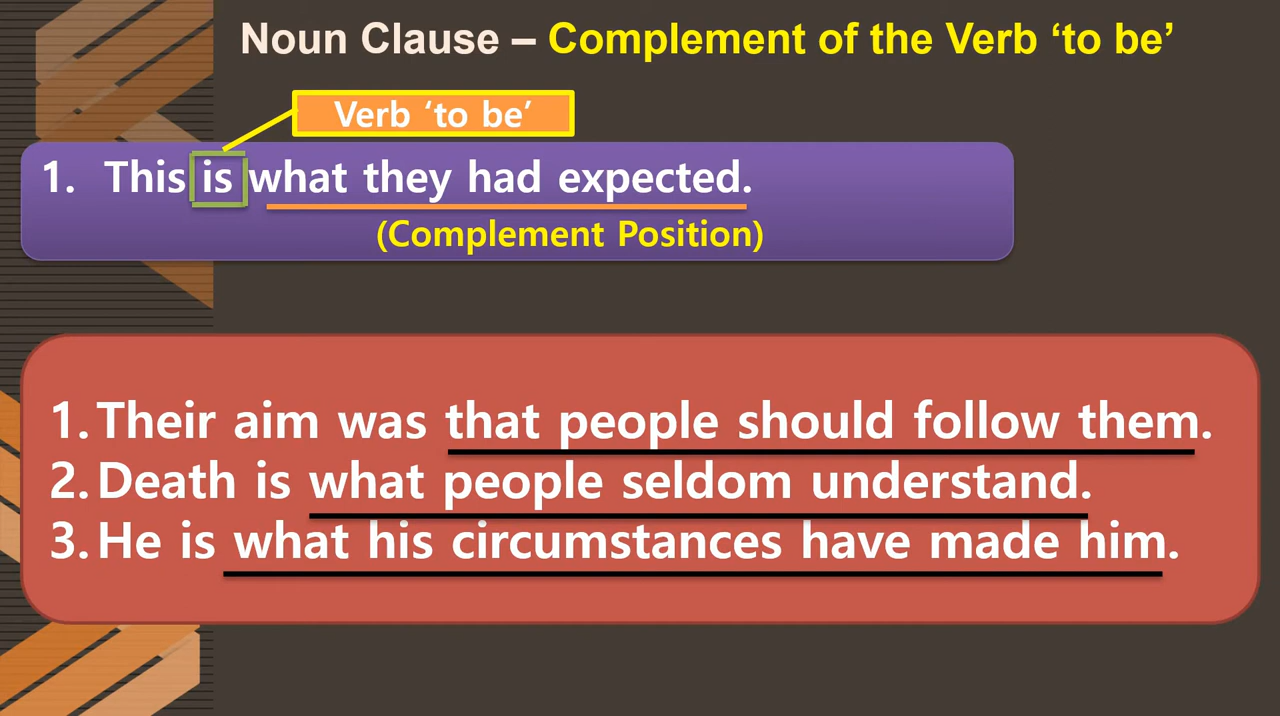 Noun Clause – Complement of the Verb ‘to be’
Verb ‘to be’
1. This is what they had expected.
(Complement Position)
1. Their aim was that people should follow them.
2. Death is what people seldom understand.
3. He is what his circumstances have made him.